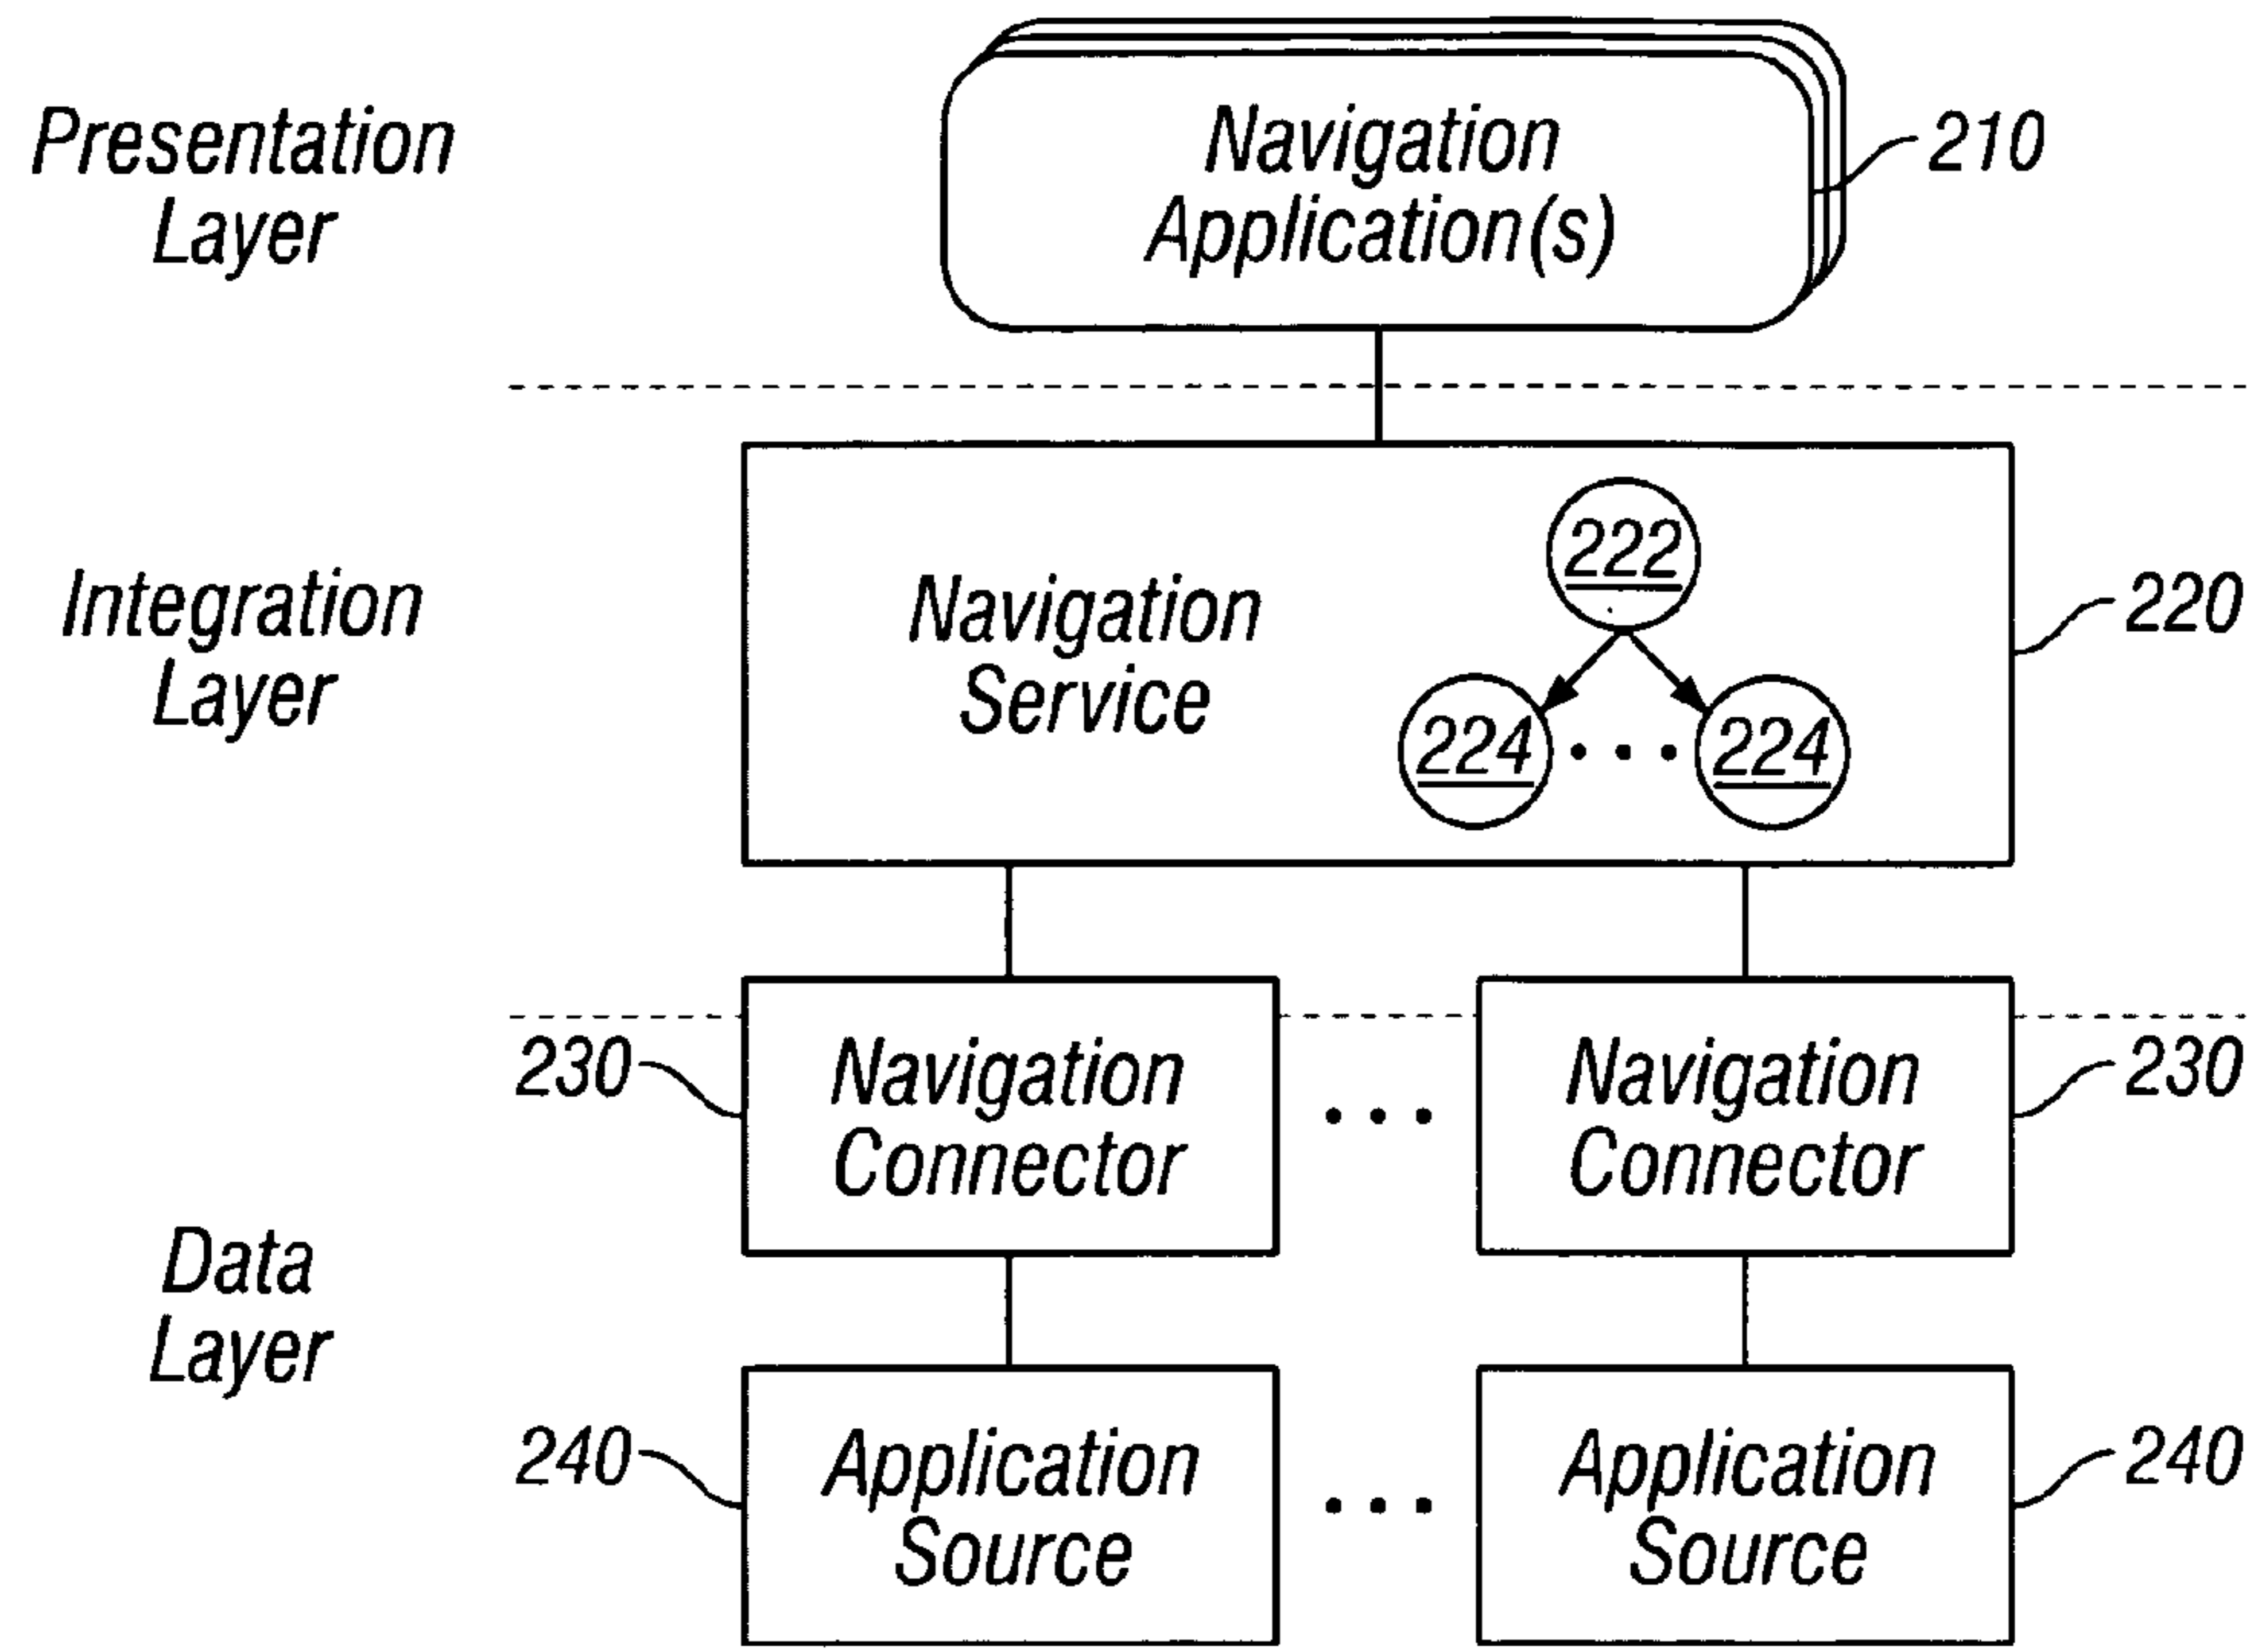 Presentation
Layer
Navigation
Application(s)
210
Integration
Layer
Navigation
Service
222
224
...
224
220
230
Navigation
Connector
...
Navigation
Connector
230
Data
Layer
240
Application
Source
...
Application
Source
240